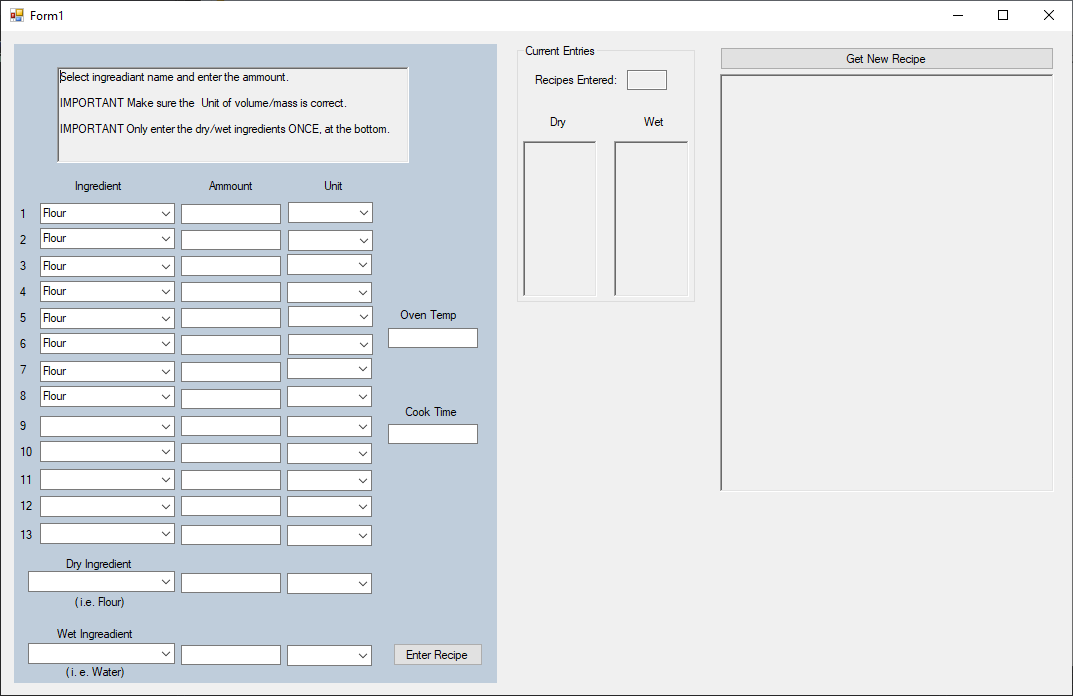 Form1
Select ingreadiant name and enter the ammount.
IMPORTANT Make sure the  Unit of volume/mass is correct.
IMPORTANT Only enter the dry/wet ingredients ONCE, at the bottom.
Ingredient Ammount Unit
1 Flour
2 Flour
3 Flour
4 Flour
5 Flour
6 Flour
7 Flour
8 Flour
9
10
11
12
13
Oven Temp
Cook Time
Dry Ingredient
(i.e. Flour)
Wet Ingreadient
(i. e. Water)
Enter Recipe
Current Entries
Recipes Entered:
Dry Wet
Get New Recipe